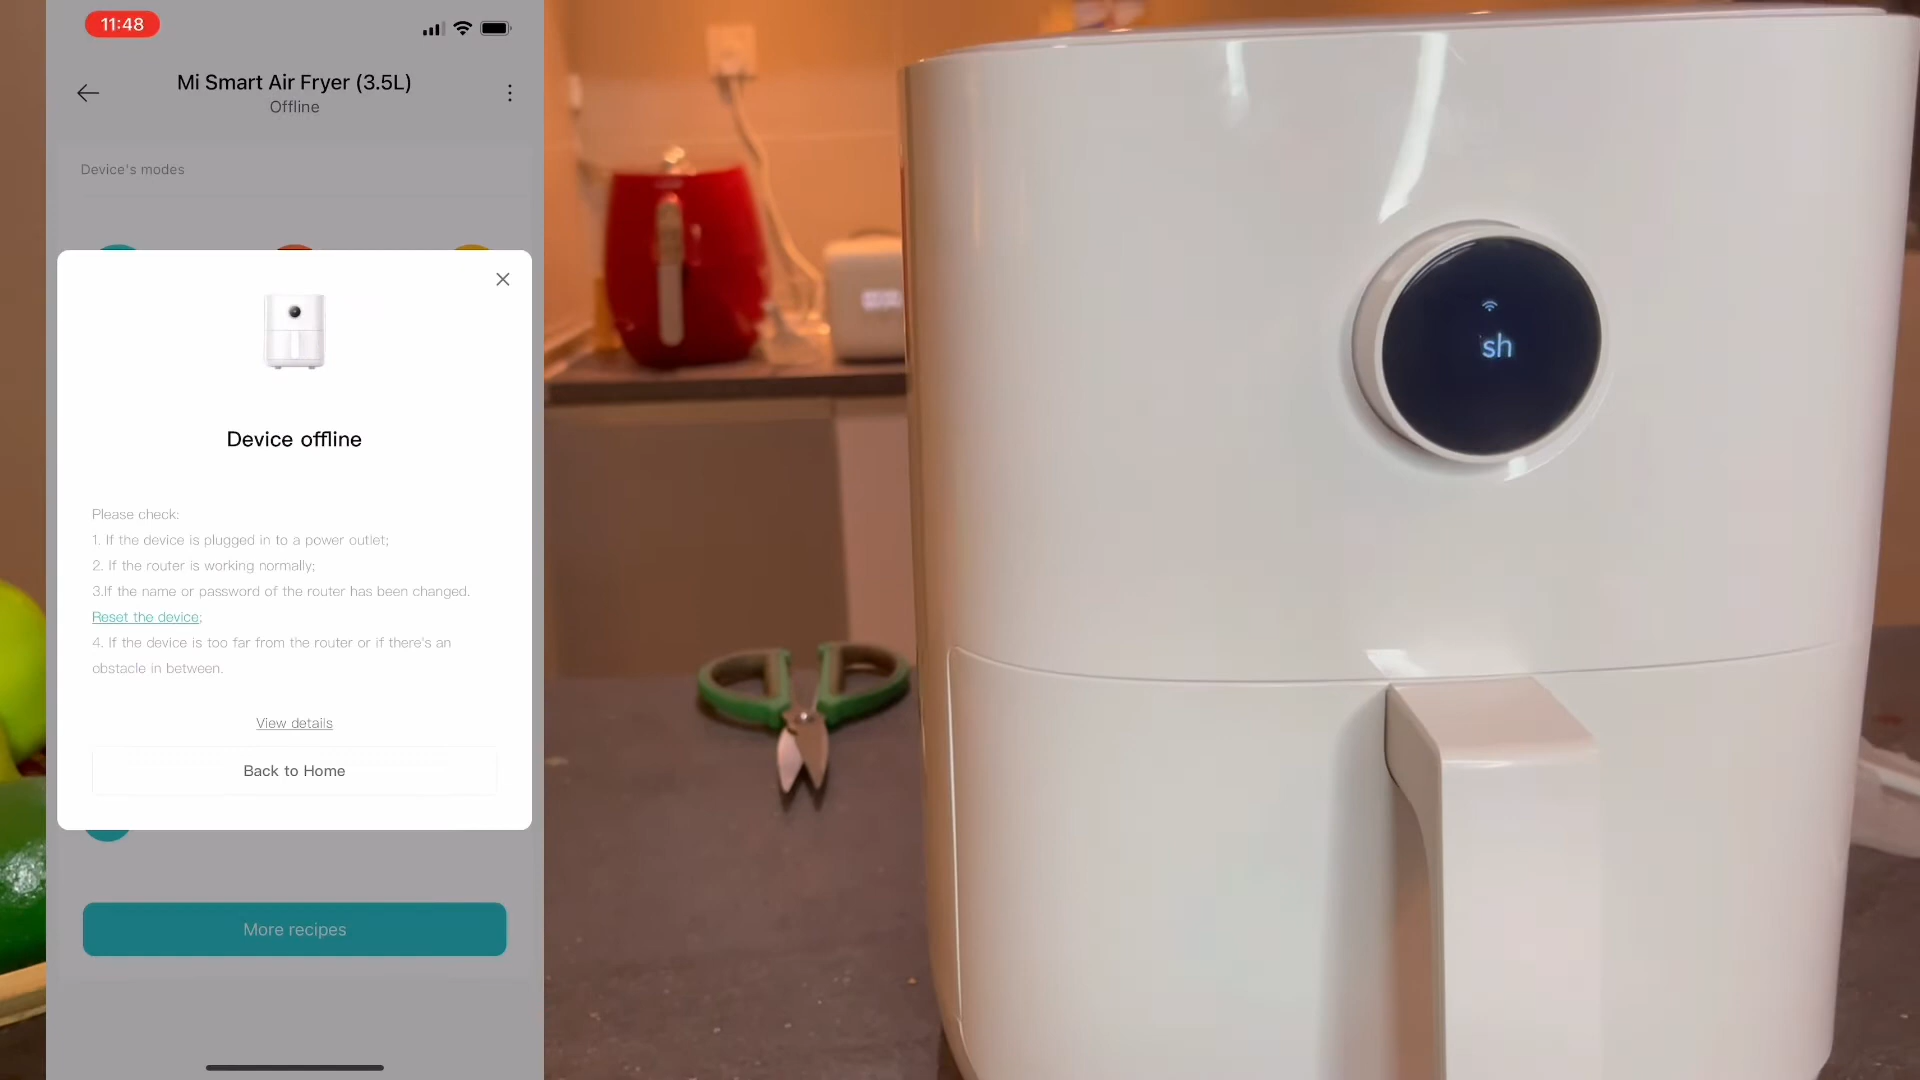 11:48
Mi Smart Air Fryer (3.5L)
Offline
Device's modes
Device offline
Please check:
1. If the device is plugged in to a power outlet;
2. If the router is working normally;
3.If the name or password of the router has been changed.
Reset the device;
4. If the device is too far from the router or if there's an
obstacle in between.
View details
Back to Home
More recipes
sh